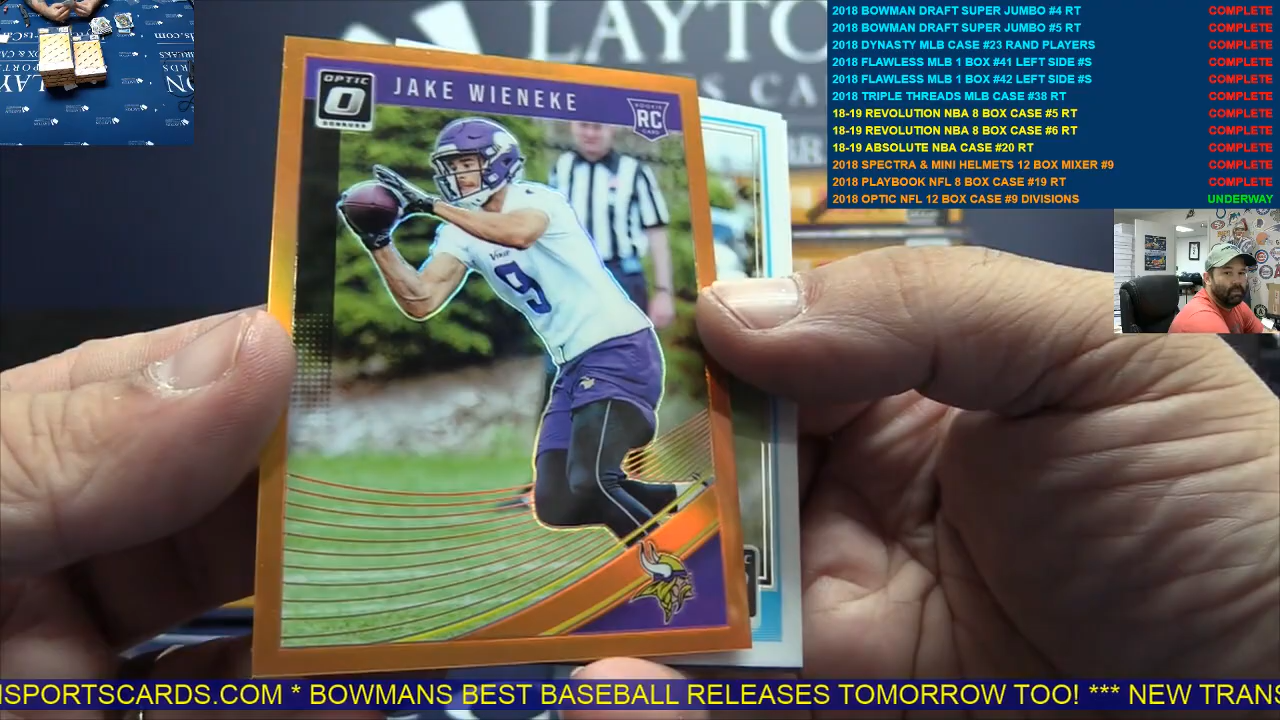 LAYTO
S CA
2018 BOWMAN DRAFT SUPER JUMBO #4 RT COMPLETE
2018 BOWMAN DRAFT SUPER JUMBO #5 RT COMPLETE
2018 DYNASTY MLB CASE #23 RAND PLAYERS COMPLETE
2018 FLAWLESS MLB 1 BOX #41 LEFT SIDE #S COMPLETE
2018 FLAWLESS MLB 1 BOX #42 LEFT SIDE #S COMPLETE
2018 TRIPLE THREADS MLB CASE #38 RT COMPLETE
18-19 REVOLUTION NBA 8 BOX CASE #5 RT COMPLETE
18-19 REVOLUTION NBA 8 BOX CASE #6 RT COMPLETE
18-19 ABSOLUTE NBA CASE #20 RT COMPLETE
2018 SPECTRA & MINI HELMETS 12 BOX MIXER #9 COMPLETE
2018 PLAYBOOK NFL 8 BOX CASE #19 RT COMPLETE
2018 OPTIC NFL 12 BOX CASE #9 DIVISIONS UNDERWAY
OPTIC
DONRUSS
JAKE WIENEKE
ROOKIE
RC
CARD
9
NSPORTSCARDS.COM * BOWMANS BEST BASEBALL RELEASES TOMORROW TOO! *** NEW TRANS